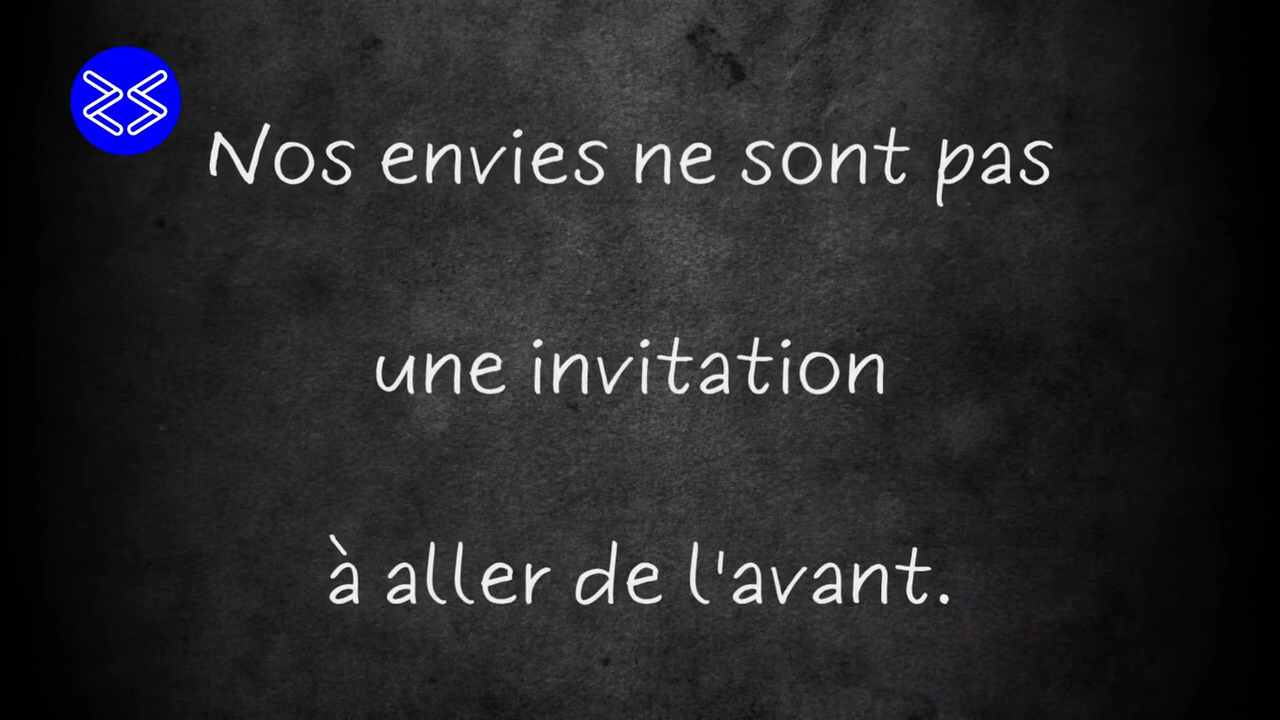 Nos envies ne sont pas
une invitation
à aller de l'avant.